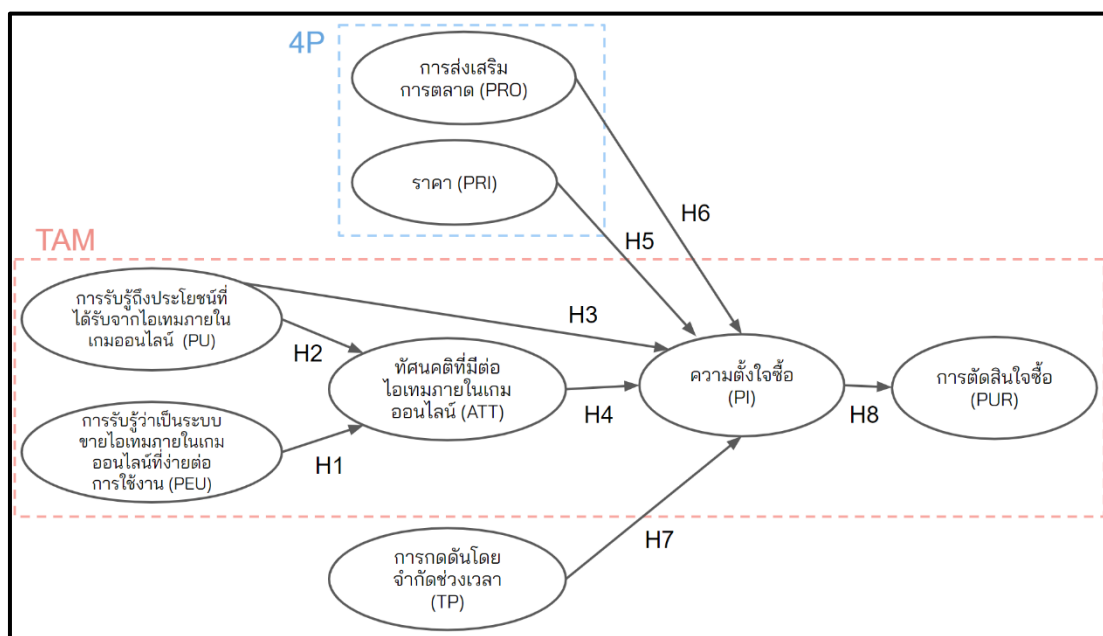 4P
การส่งเสริม
การตลาด (PRO)
ราคา (PRI)
H6
H5
TAM
การรับรู้ถึงประโยชน์ที่
ได้รับจากไอเทมภายใน
เกมออนไลน์ (PU)
H3
H2
ทัศนคติที่มีต่อ
ไอเทมภายในเกม
ออนไลน์ (ATT)
H4
ความตั้งใจซื้อ
(PI)
H8
การตัดสินใจซื้อ
(PUR)
การรับรู้ว่าเป็นระบบ
ขายไอเทมภายในเกม
ออนไลน์ที่ง่ายต่อ
การใช้งาน (PEU)
H1
H7
การกดดันโดย
จำกัดช่วงเวลา
(TP)